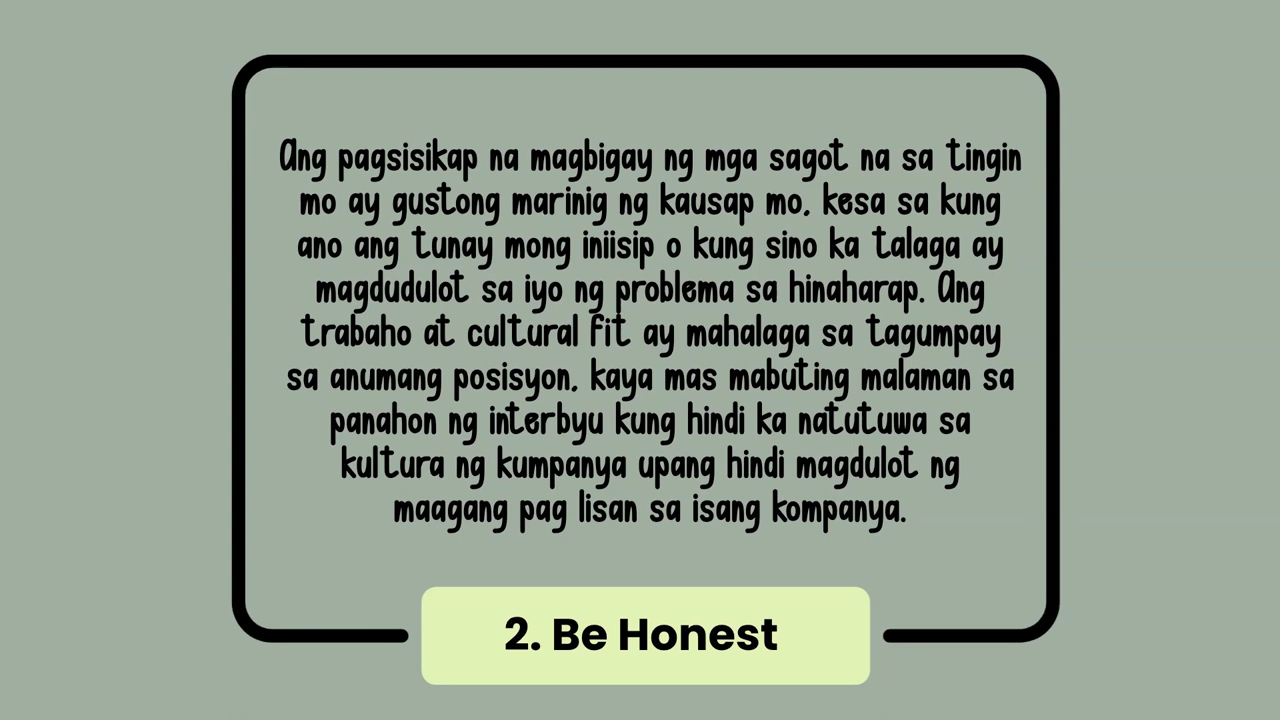 Ang pagsisikap na magbigay ng mga sagot na sa tingin
mo ay gustong marinig ng kausap mo, kesa sa kung
ano ang tunay mong iniisip o kung sino ka talaga ay
magdudulot sa iyo ng problema sa hinaharap. Ang
trabaho at cultural fit ay mahalaga sa tagumpay
sa anumang posisyon, kaya mas mabuting malaman sa
panahon ng interbyu kung hindi ka natutuwa sa
kultura ng kumpanya upang hindi magdulot ng
maagang pag lisan sa isang kompanya.
2. Be Honest